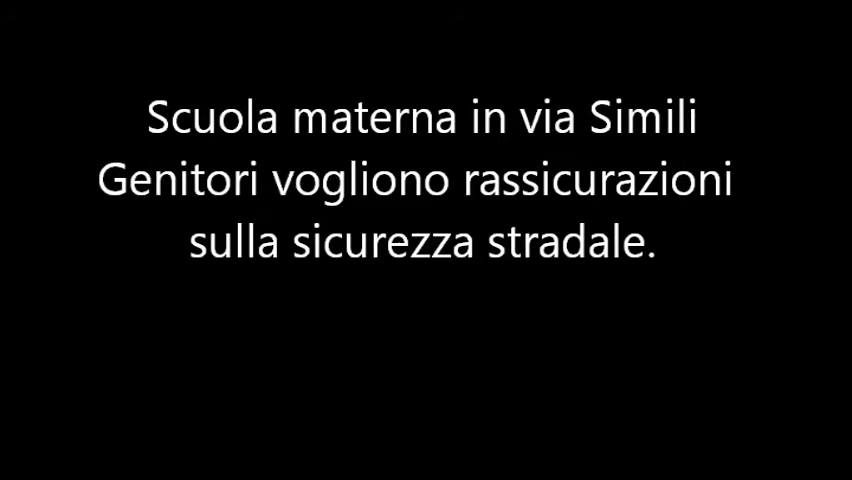 Scuola materna in via Simili
Genitori vogliono rassicurazioni
sulla sicurezza stradale.